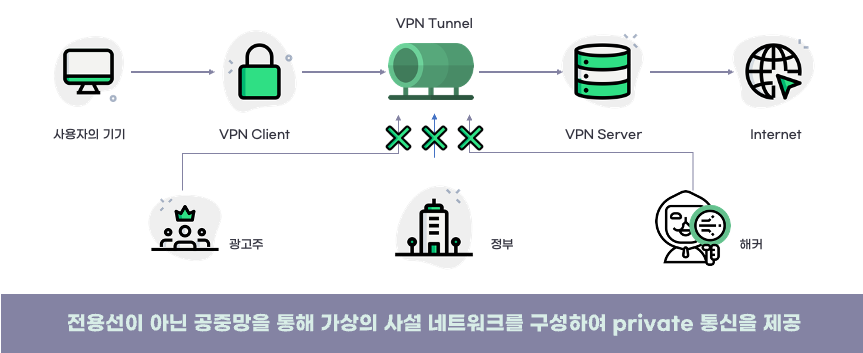 VPN Tunnel
사용자의 기기
VPN Client
VPN Server
Internet
광고주
정부
해커
전용선이 아닌 공중망을 통해 가상의 사설 네트워크를 구성하여 private 통신을 제공